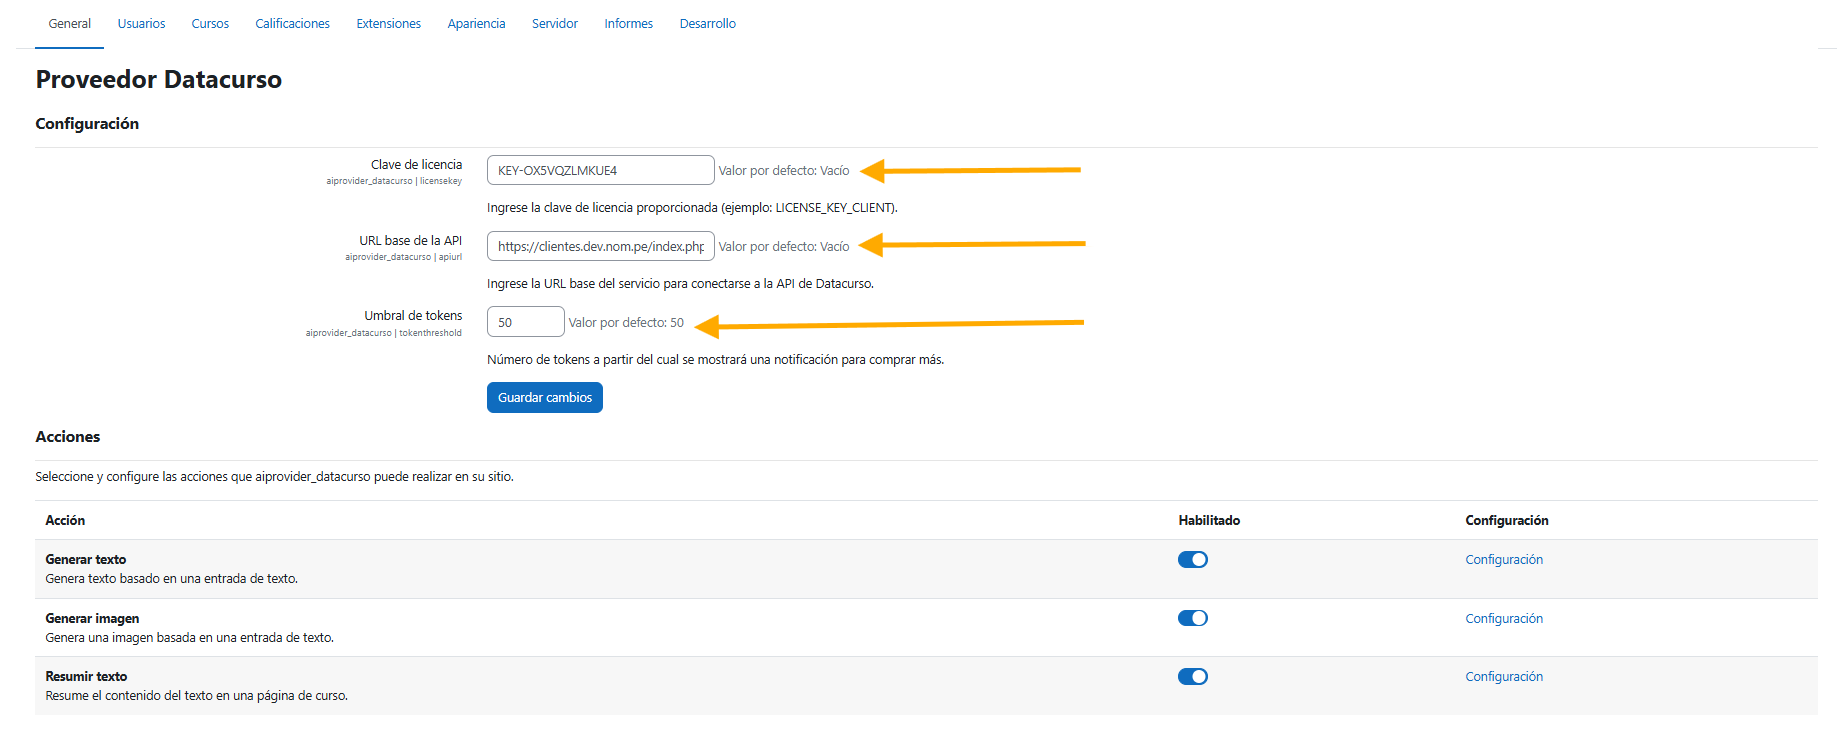 General Usuarios Cursos Calificaciones Extensiones Apariencia Servidor Informes Desarrollo
Proveedor Datacurso
Configuración
Clave de licencia
aiprovider_datacurso | licensekey
KEY-OX5VQZLMKUE4 Valor por defecto: Vacío
Ingrese la clave de licencia proporcionada (ejemplo: LICENSE_KEY_CLIENT).
URL base de la API
aiprovider_datacurso | apiurl
https://clientes.dev.nom.pe/index.php Valor por defecto: Vacío
Ingrese la URL base del servicio para conectarse a la API de Datacurso.
Umbral de tokens
aiprovider_datacurso | tokenthreshold
50 Valor por defecto: 50
Número de tokens a partir del cual se mostrará una notificación para comprar más.
Guardar cambios
Acciones
Seleccione y configure las acciones que aiprovider_datacurso puede realizar en su sitio.
Acción Habilitado Configuración
Generar texto
Genera texto basado en una entrada de texto.
Configuración
Generar imagen
Genera una imagen basada en una entrada de texto.
Configuración
Resumir texto
Resume el contenido del texto en una página de curso.
Configuración